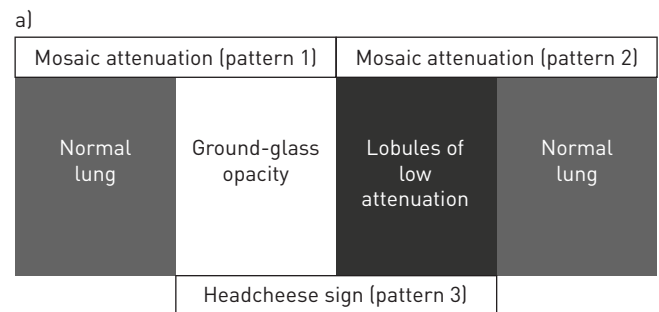 a)
Mosaic attenuation (pattern 1)
Mosaic attenuation (pattern 2)
Normal
lung
Ground-glass
opacity
Lobules of
low
attenuation
Normal
lung
Headcheese sign (pattern 3)